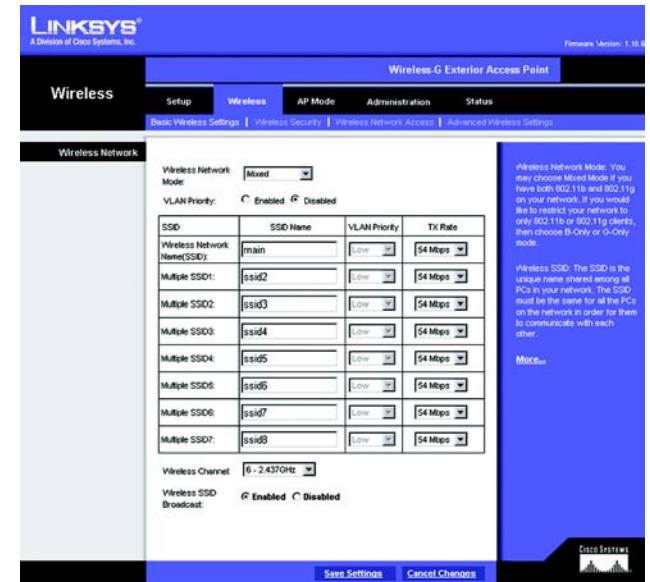 LINKSYS®
A Division of Cisco Systems, Inc.
Firmware Version: 1.10.
Wireless-G Exterior Access Point
Wireless
Setup Wireless AP Mode Administration Status
Basic Wireless Settings | Wireless Security | Wireless Network Access | Advanced Wireless Settings
Wireless Network
Wireless Network Mode: Mixed
VLAN Priority: Enabled Disabled
SSID SSID Name VLAN Priority TX Rate
Wireless Network Name(SSID): main Low 54 Mbps
Multiple SSID1: ssid2 Low 54 Mbps
Multiple SSID2: ssid3 Low 54 Mbps
Multiple SSID3: ssid4 Low 54 Mbps
Multiple SSID4: ssid5 Low 54 Mbps
Multiple SSID5: ssid6 Low 54 Mbps
Multiple SSID6: ssid7 Low 54 Mbps
Multiple SSID7: ssid8 Low 54 Mbps
Wireless Channel: 6 - 2.437GHz
Wireless SSID Broadcast: Enabled Disabled
Wireless Network Mode: You
may choose Mixed Mode if you
have both 802.11b and 802.11g
on your network. If you would
like to restrict your network to
only 802.11b or 802.11g clients,
then choose B-Only or G-Only
mode.
Wireless SSID: The SSID is the
unique name shared among all
PCs in your network. The SSID
must be the same for all the PCs
on the network in order for them
to communicate with each
other.
More...
Save Settings Cancel Changes
CISCO SYSTEMS